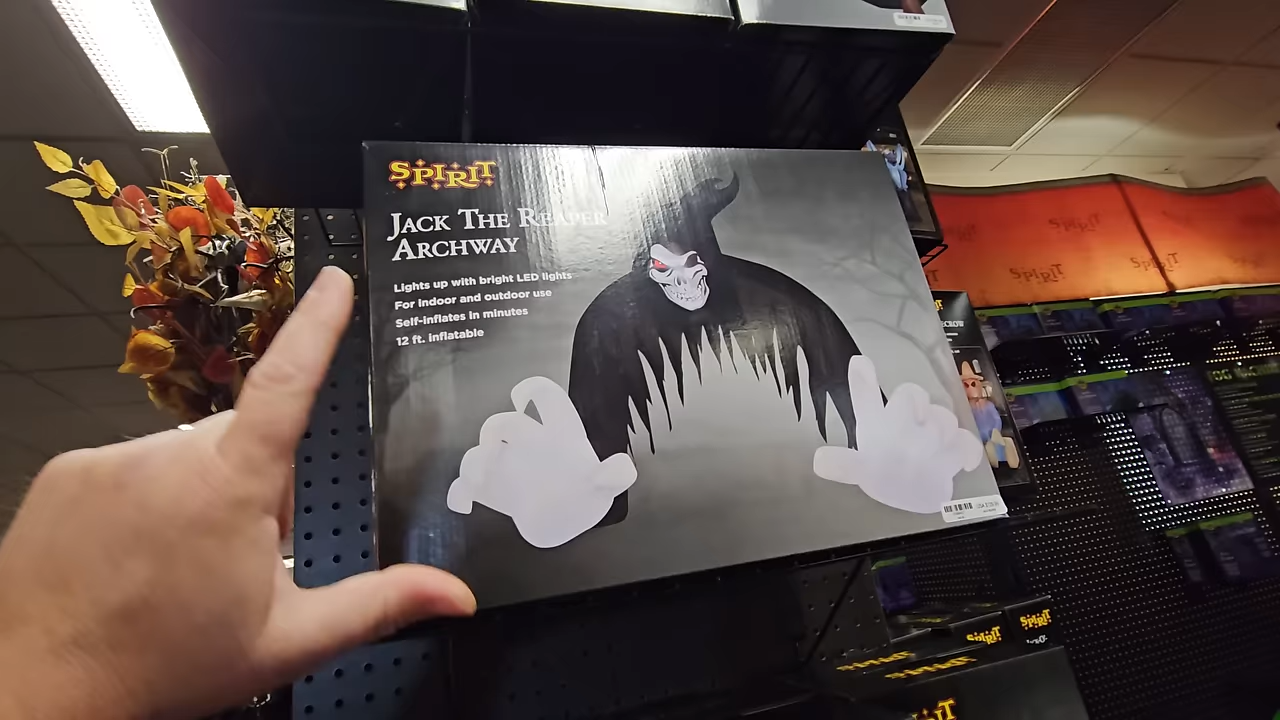 SPIRIT
JACK THE REAPER
ARCHWAY
Lights up with bright LED lights
For indoor and outdoor use
Self-inflates in minutes
12 ft. inflatable
SPIRIT
SPIRIT
SPIRIT
SPIRIT
SPIRIT
SPIRIT